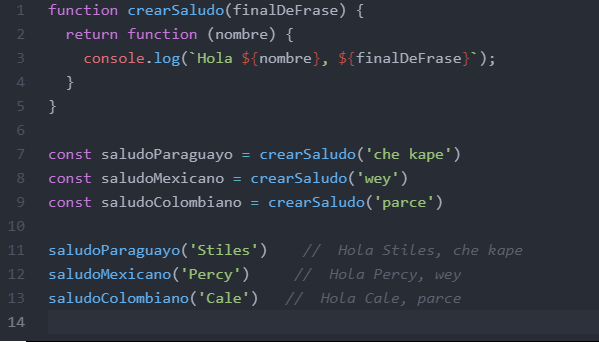 1 function crearSaludo(finalDeFrase) {
2   return function (nombre) {
3     console.log(`Hola ${nombre}, ${finalDeFrase}`);
4   }
5 }
6
7 const saludoParaguayo = crearSaludo('che kape')
8 const saludoMexicano = crearSaludo('wey')
9 const saludoColombiano = crearSaludo('parce')
10
11 saludoParaguayo('Stiles')    //  Hola Stiles, che kape
12 saludoMexicano('Percy')     //  Hola Percy, wey
13 saludoColombiano('Cale')   //  Hola Cale, parce
14